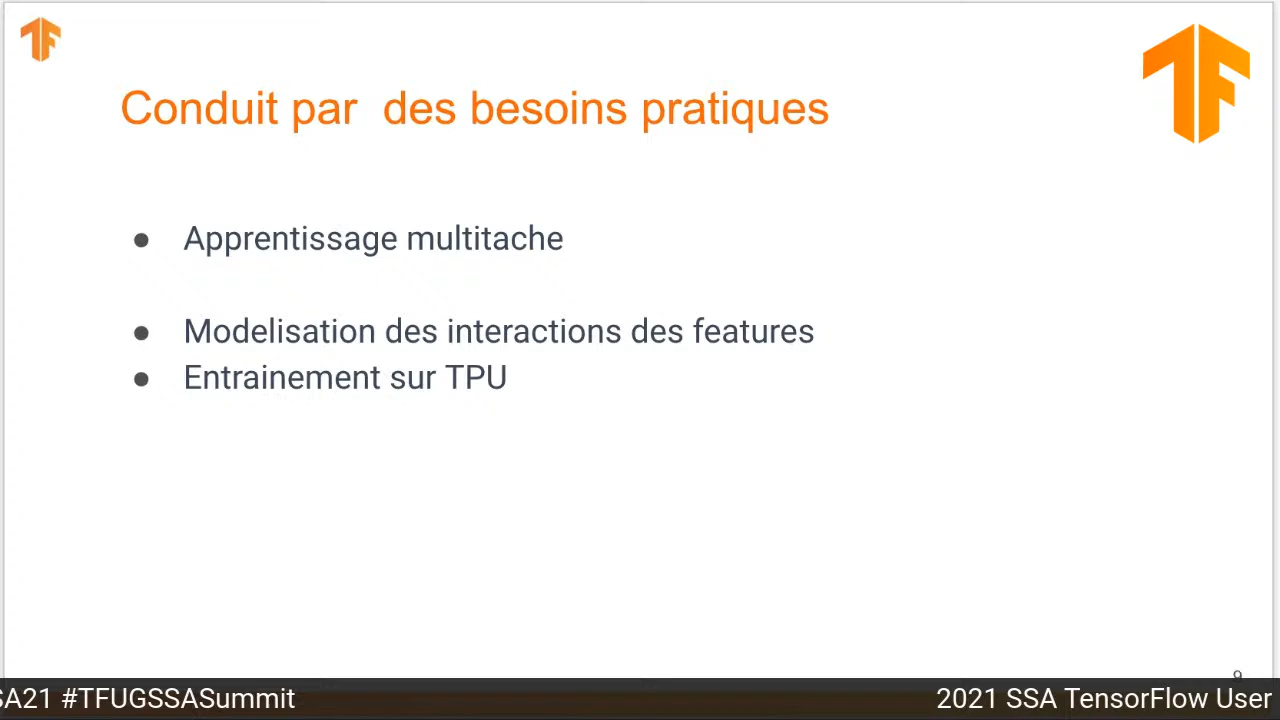 Conduit par  des besoins pratiques
● Apprentissage multitache
● Modelisation des interactions des features
● Entrainement sur TPU
9
SA21 #TFUGSSASummit
2021 SSA TensorFlow User